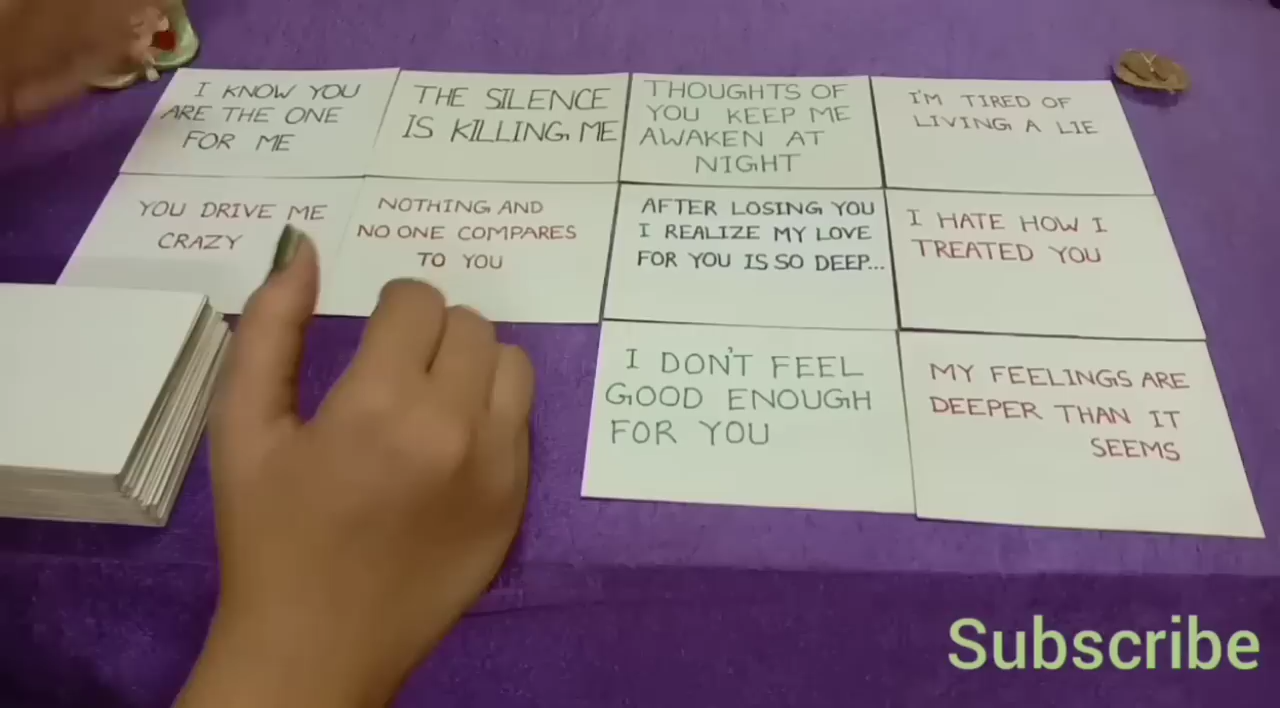 I KNOW YOU
ARE THE ONE
FOR ME
THE SILENCE
IS KILLING ME
THOUGHTS OF
YOU KEEP ME
AWAKEN AT
NIGHT
I'M TIRED OF
LIVING A LIE
YOU DRIVE ME
CRAZY
NOTHING AND
NO ONE COMPARES
TO YOU
AFTER LOSING YOU
I REALIZE MY LOVE
FOR YOU IS SO DEEP...
I HATE HOW I
TREATED YOU
I DON'T FEEL
GOOD ENOUGH
FOR YOU
MY FEELINGS ARE
DEEPER THAN IT
SEEMS
Subscribe